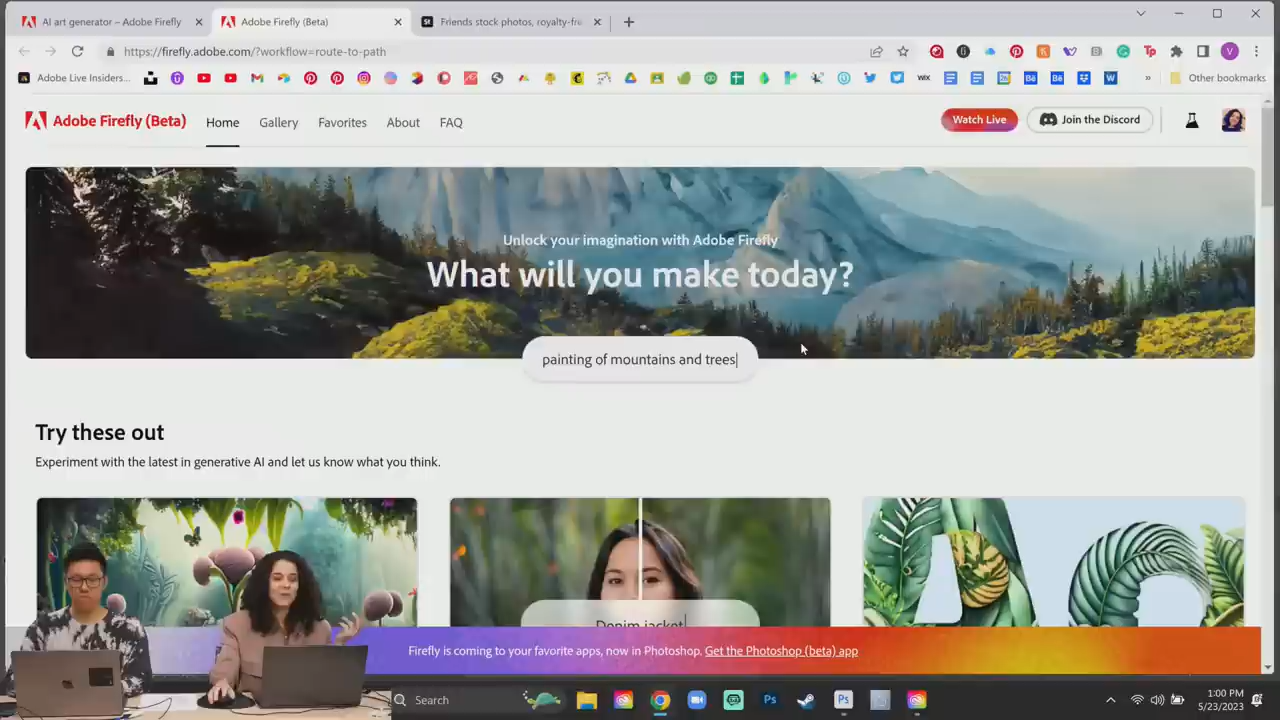 AI art generator – Adobe Firefly
Adobe Firefly (Beta)
Friends stock photos, royalty-fre
https://firefly.adobe.com/?workflow=route-to-path
Adobe Live Insiders...
Other bookmarks
Adobe Firefly (Beta)
Home
Gallery
Favorites
About
FAQ
Watch Live
Join the Discord
Unlock your imagination with Adobe Firefly
What will you make today?
painting of mountains and trees
Try these out
Experiment with the latest in generative AI and let us know what you think.
Denim jacket
Firefly is coming to your favorite apps, now in Photoshop. Get the Photoshop (beta) app
Search
1:00 PM
5/23/2023